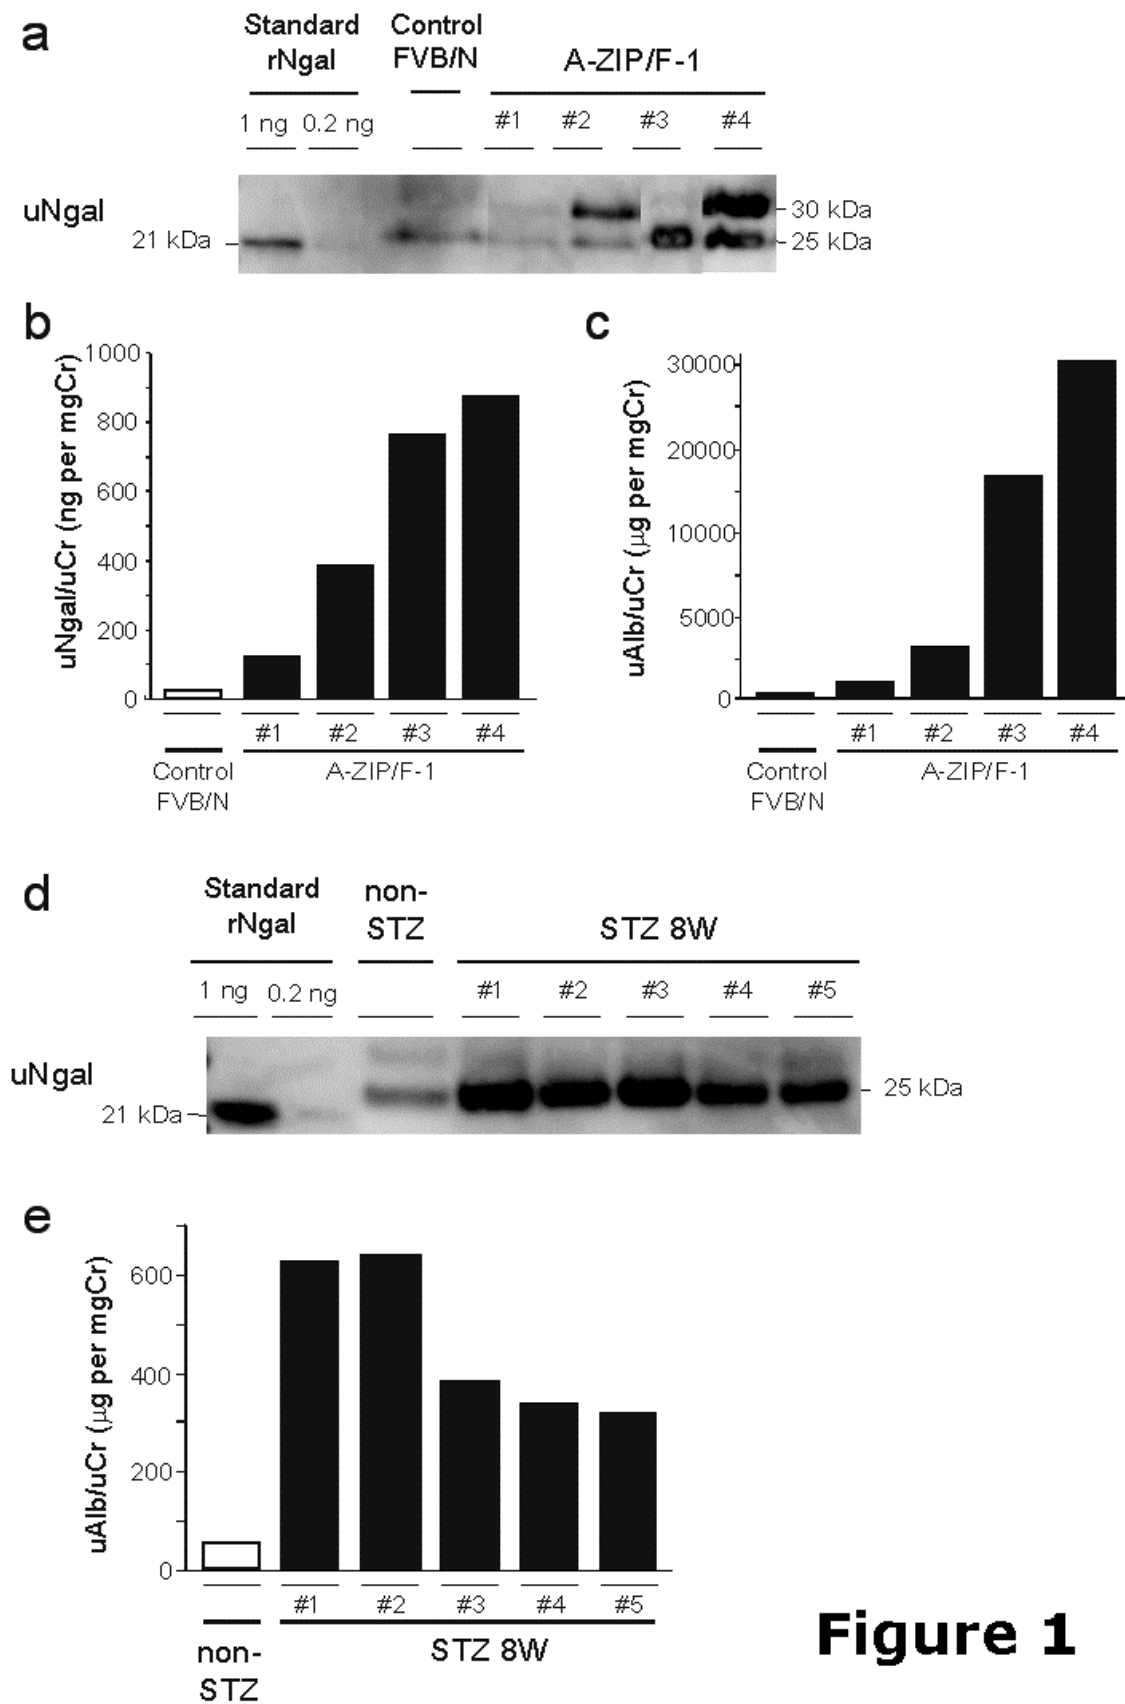 a
Standard
rNgal
Control
FVB/N
A-ZIP/F-1
1 ng 0.2 ng
#1 #2 #3 #4
uNgal
21 kDa
30 kDa
25 kDa
b
uNgal/uCr (ng per mgCr)
1000
800
600
400
200
0
#1 #2 #3 #4
Control
FVB/N
A-ZIP/F-1
c
uAlb/uCr (μg per mgCr)
30000
20000
10000
5000
0
#1 #2 #3 #4
Control
FVB/N
A-ZIP/F-1
d
Standard
rNgal
non-
STZ
STZ 8W
1 ng 0.2 ng
#1 #2 #3 #4 #5
uNgal
21 kDa
25 kDa
e
uAlb/uCr (μg per mgCr)
600
400
200
0
#1 #2 #3 #4 #5
non-
STZ
STZ 8W
Figure 1